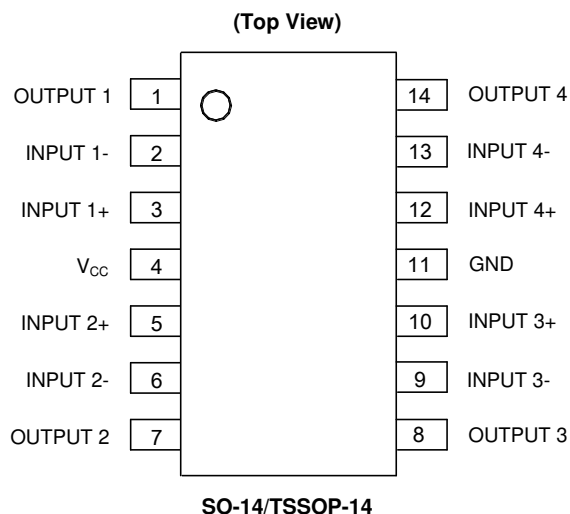 (Top View)
OUTPUT 1 1 14 OUTPUT 4
INPUT 1- 2 13 INPUT 4-
INPUT 1+ 3 12 INPUT 4+
VCC 4 11 GND
INPUT 2+ 5 10 INPUT 3+
INPUT 2- 6 9 INPUT 3-
OUTPUT 2 7 8 OUTPUT 3
SO-14/TSSOP-14